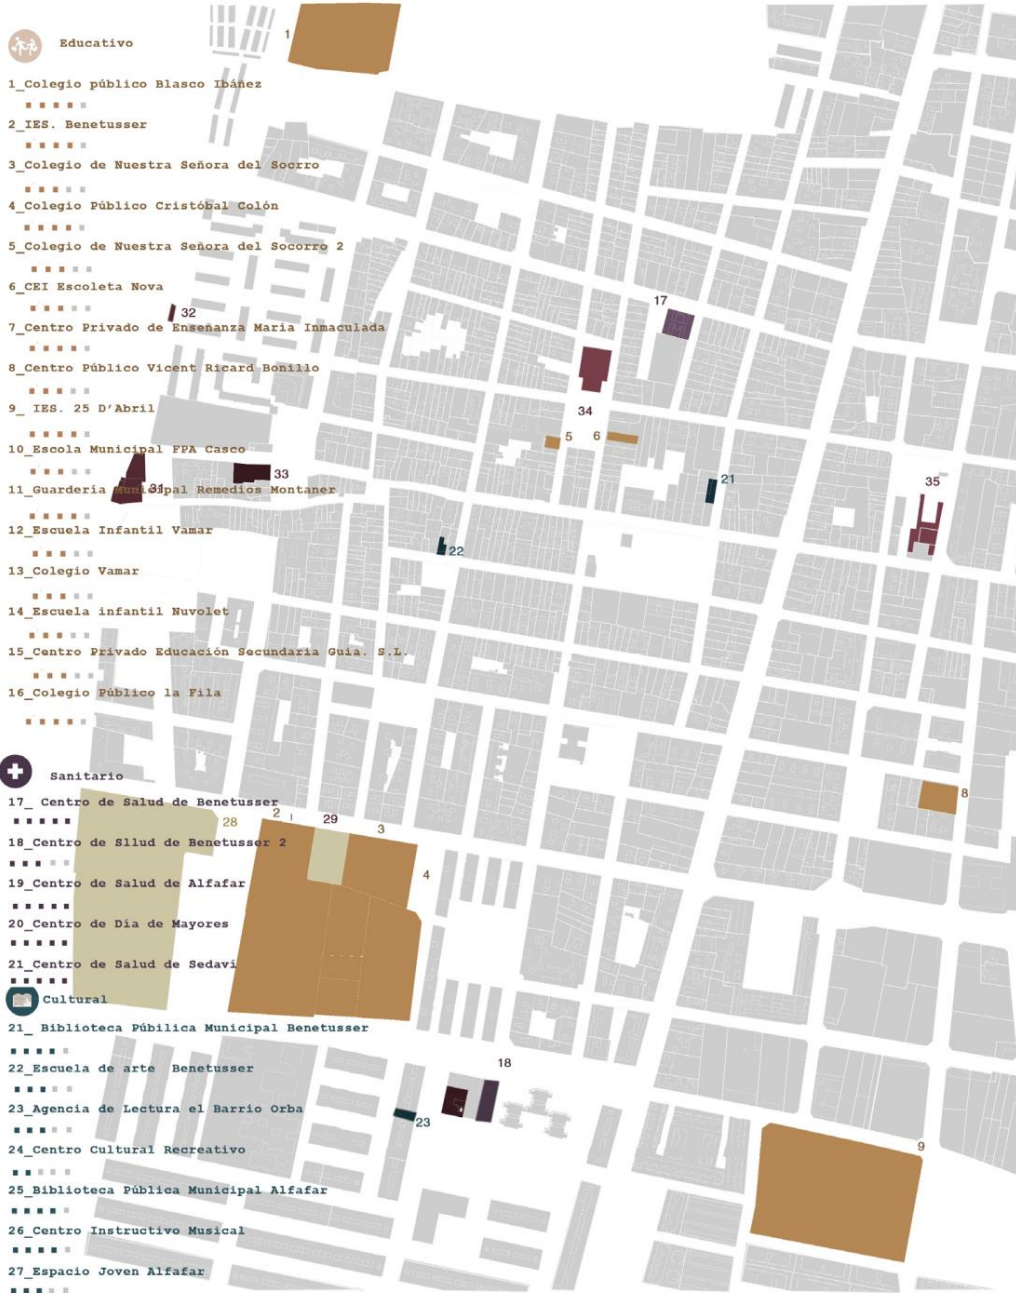 Educativo
1_Colegio público Blasco Ibáñez
2_IES. Benetusser
3_Colegio de Nuestra Señora del Socrro
4_Colegio Público Cristóbal Colón
5_Colegio de Nuestra Señora del Socorro 2
6_CEI Escoleta Nova
7_Centro Privado de Enseñanza María Inmaculada
8_Centro Público Vicent Ricard Bonillo
9_ IES. 25 D'Abril
10_Escola Municipal FPA Casco
11_Guardería Municipal Remedios Montaner
12_Escuela Infantil Vamar
13_Colegio Vamar
14_Escuela infantil Nuvolet
15_Centro Privado Educación Secundaria Guia. S.L.
16_Colegio Público la Fila
Sanitario
17_ Centro de Salud de Benetusser
18_Centro de Sllud de Benetusser 2
19_Centro de Salud de Alfafar
20_Centro de Día de Mayores
21_Centro de Salud de Sedaví
Cultural
21_ Biblioteca Púbilica Municipal Benetusser
22_Escuela de arte Benetusser
23_Agencia de Lectura el Barrio Orba
24_Centro Cultural Recreativo
25_Biblioteca Pública Municipal Alfafar
26_Centro Instructivo Musical
27_Espacio Joven Alfafar
1
17
32
34
5
6
33
31
21
35
22
8
28
2
29
3
4
18
23
9